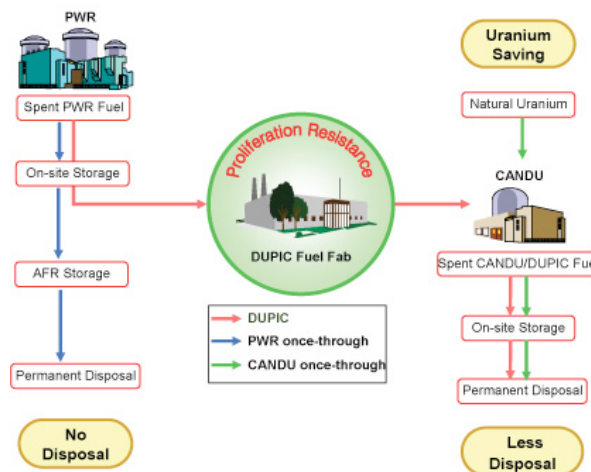 PWR
Spent PWR Fuel
On-site Storage
AFR Storage
Permanent Disposal
No
Disposal
Proliferation Resistance
DUPIC Fuel Fab
DUPIC
PWR once-through
CANDU once-through
Uranium
Saving
Natural Uranium
CANDU
Spent CANDU/DUPIC Fue
On-site Storage
Permanent Disposal
Less
Disposal